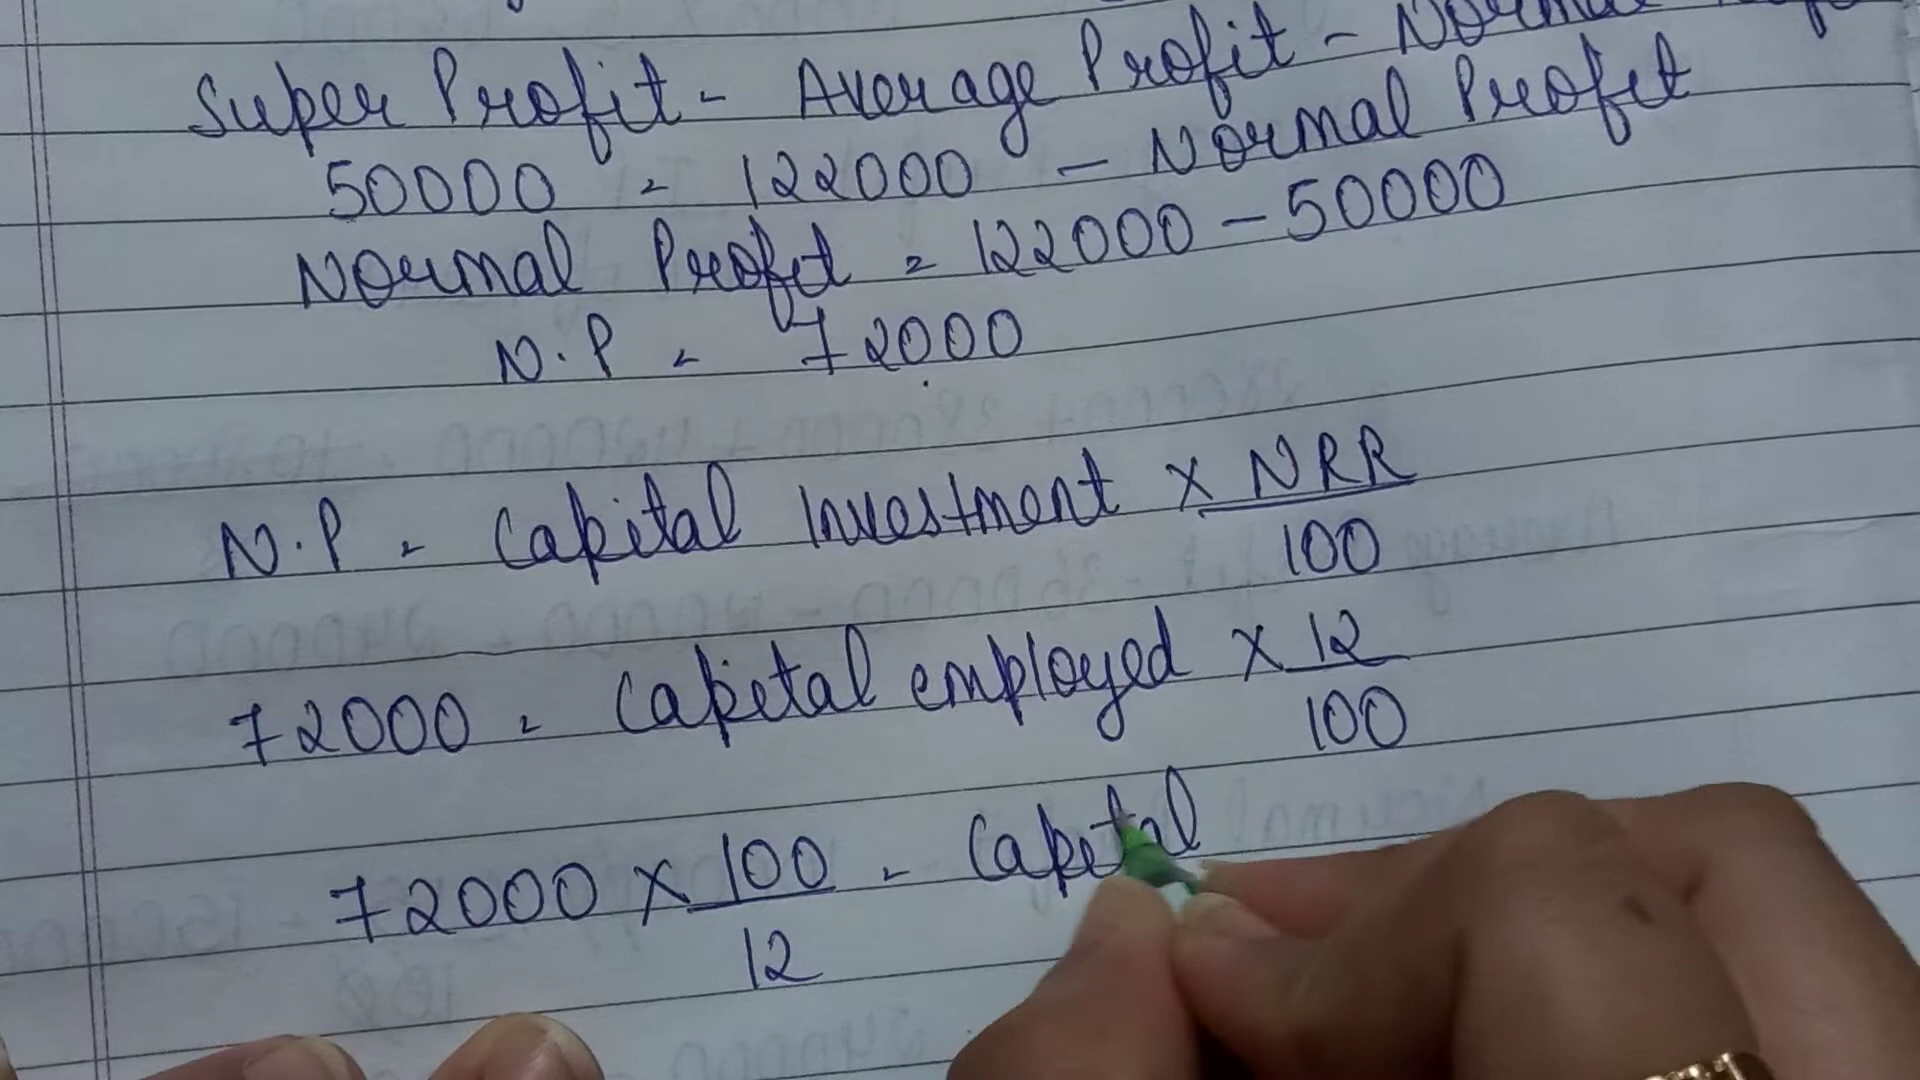 Super Profit = Average Profit - Normal
50000 = 122000 - Normal Profit
Normal Profit = 122000 - 50000
N.P = 72000
N.P = Capital Investment x NRR
100
72000 = Capital employed x 12
100
72000 x 100 = Capital
12